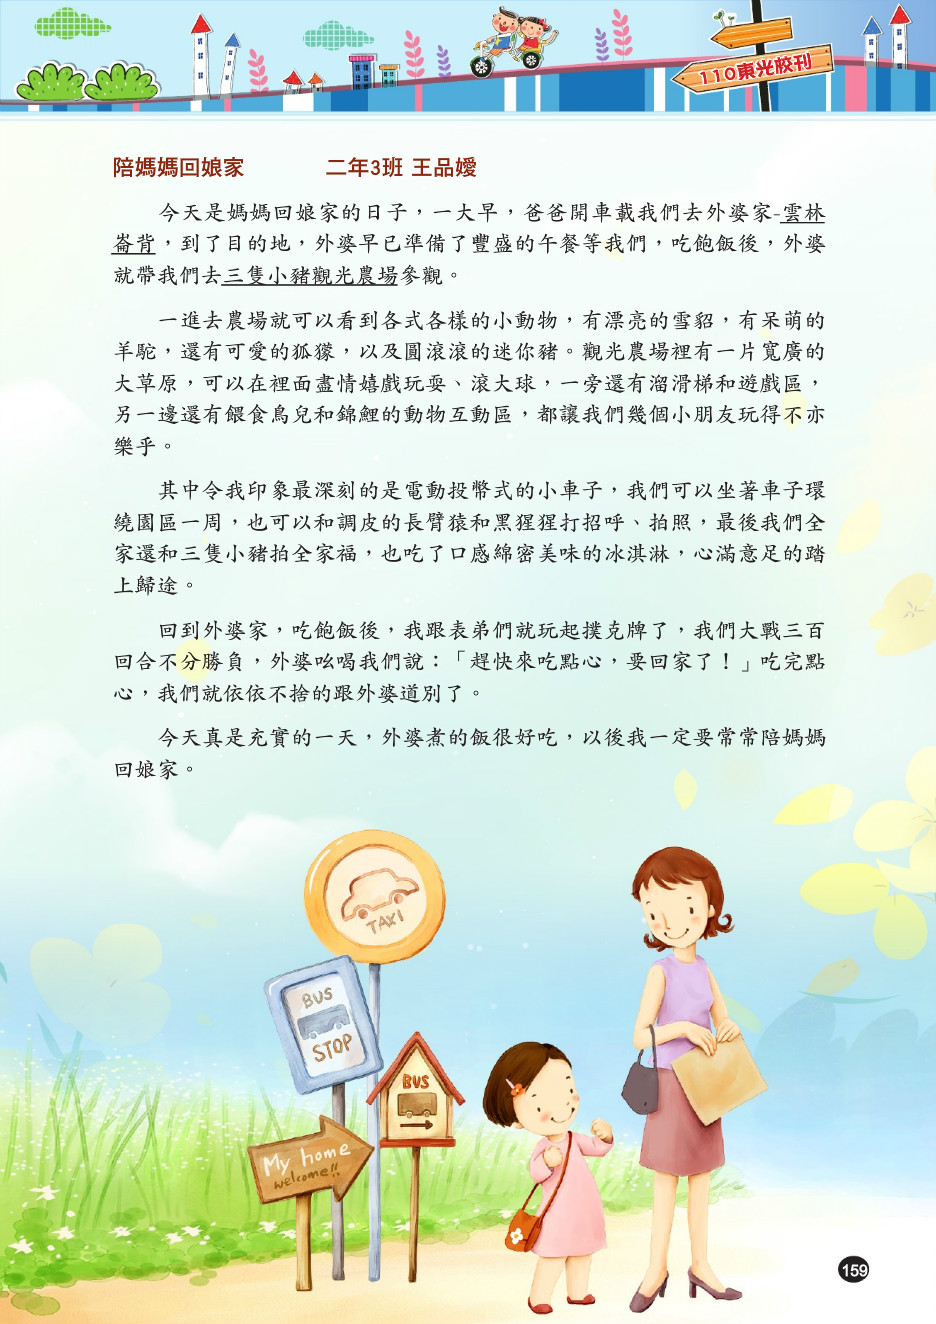 110東光校刊
陪媽媽回娘家 二年3班 王品嬡
今天是媽媽回娘家的日子，一大早，爸爸開車載我們去外婆家-雲林
崙背，到了目的地，外婆早已準備了豐盛的午餐等我們，吃飽飯後，外婆
就帶我們去三隻小豬觀光農場參觀。
一進去農場就可以看到各式各樣的小動物，有漂亮的雪貂，有呆萌的
羊駝，還有可愛的狐獴，以及圓滾滾的迷你豬。觀光農場裡有一片寬廣的
大草原，可以在裡面盡情嬉戲玩耍、滾大球，一旁還有溜滑梯和遊戲區，
另一邊還有餵食鳥兒和錦鯉的動物互動區，都讓我們幾個小朋友玩得不亦
樂乎。
其中令我印象最深刻的是電動投幣式的小車子，我們可以坐著車子環
繞園區一周，也可以和調皮的長臂猿和黑猩猩打招呼、拍照，最後我們全
家還和三隻小豬拍全家福，也吃了口感綿密美味的冰淇淋，心滿意足的踏
上歸途。
回到外婆家，吃飽飯後，我跟表弟們就玩起撲克牌了，我們大戰三百
回合不分勝負，外婆吆喝我們說：「趕快來吃點心，要回家了！」吃完點
心，我們就依依不捨的跟外婆道別了。
今天真是充實的一天，外婆煮的飯很好吃，以後我一定要常常陪媽媽
回娘家。
TAXI
BUS
STOP
BUS
My home
welcome!!
159